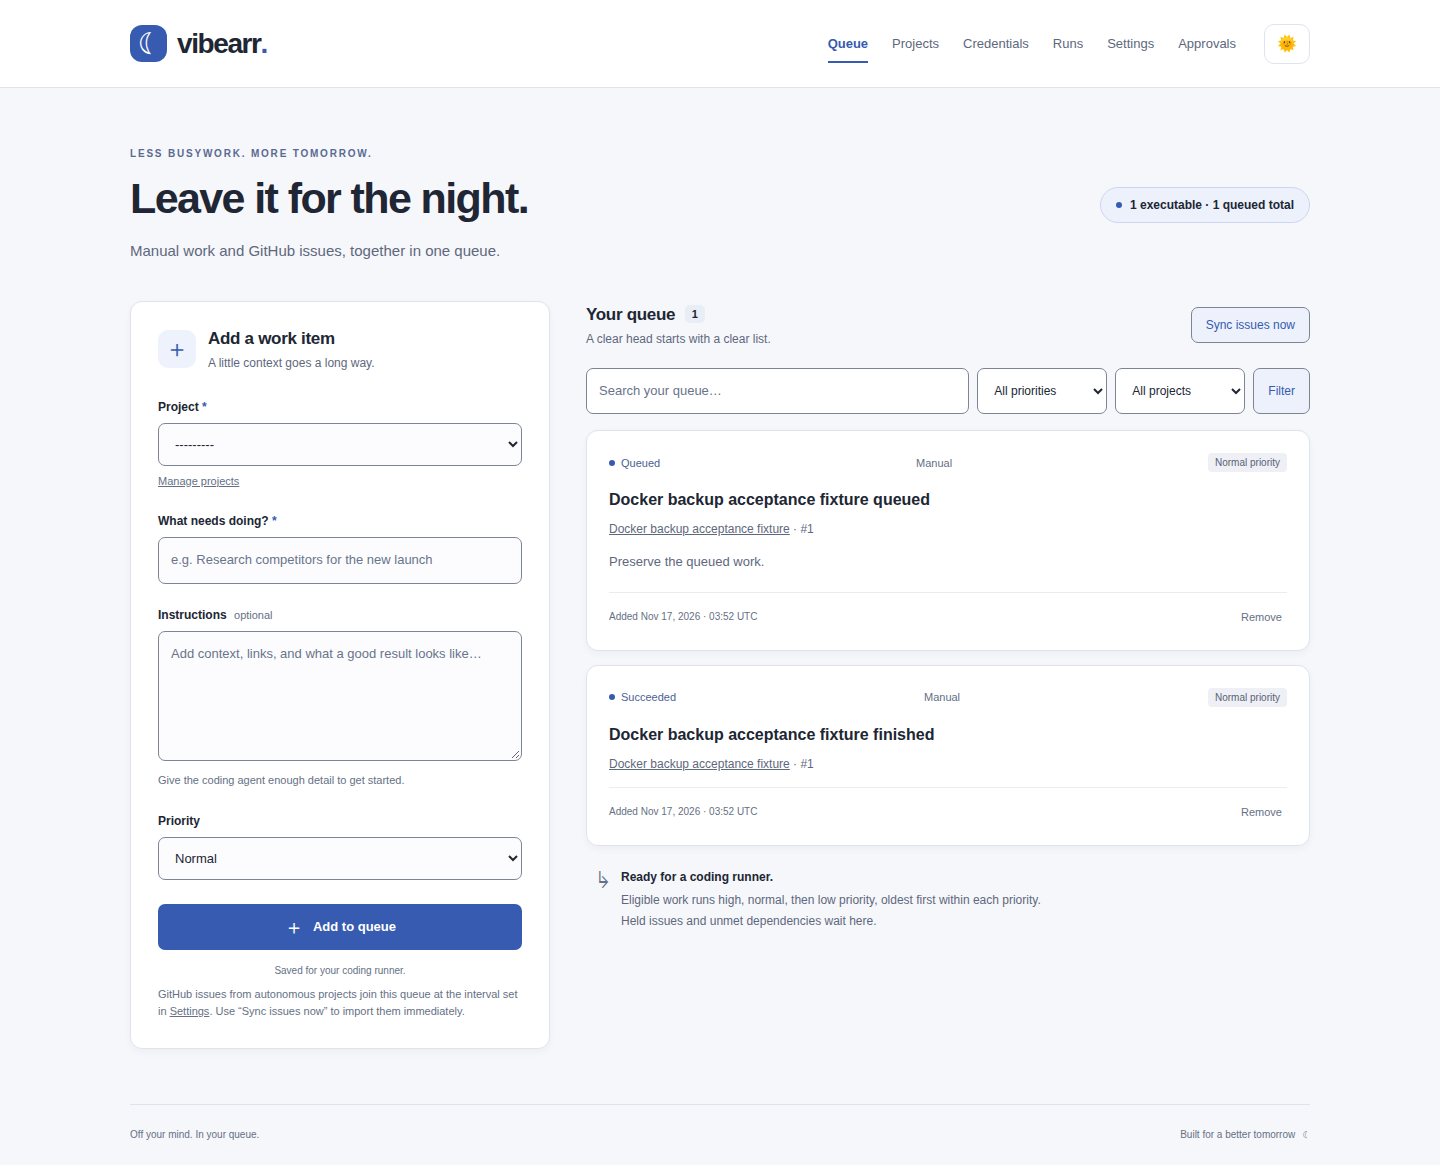 vibearr.
Queue Projects Credentials Runs Settings Approvals
LESS BUSYWORK. MORE TOMORROW.
Leave it for the night.
1 executable · 1 queued total
Manual work and GitHub issues, together in one queue.
Add a work item
A little context goes a long way.
Project *
---------
Manage projects
What needs doing? *
e.g. Research competitors for the new launch
Instructions optional
Add context, links, and what a good result looks like…
Give the coding agent enough detail to get started.
Priority
Normal
Add to queue
Saved for your coding runner.
GitHub issues from autonomous projects join this queue at the interval set
in Settings. Use “Sync issues now” to import them immediately.
Your queue 1
A clear head starts with a clear list.
Sync issues now
Search your queue…
All priorities
All projects
Filter
Queued Manual Normal priority
Docker backup acceptance fixture queued
Docker backup acceptance fixture · #1
Preserve the queued work.
Added Nov 17, 2026 · 03:52 UTC Remove
Succeeded Manual Normal priority
Docker backup acceptance fixture finished
Docker backup acceptance fixture · #1
Added Nov 17, 2026 · 03:52 UTC Remove
Ready for a coding runner.
Eligible work runs high, normal, then low priority, oldest first within each priority.
Held issues and unmet dependencies wait here.
Off your mind. In your queue.
Built for a better tomorrow